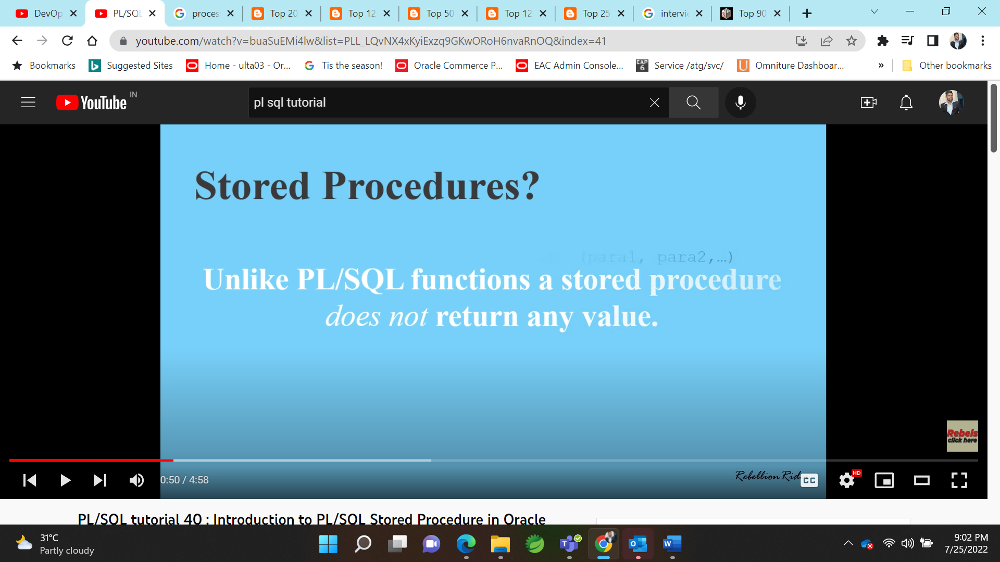 DevOp
PL/SQL
proces
Top 20
Top 12
Top 50
Top 12
Top 25
intervie
Top 90
youtube.com/watch?v=buaSuEMi4lw&list=PLL_LQvNX4xKyiExzq9GKwORoH6nvaRnOQ&index=41
Bookmarks
Suggested Sites
Home - ulta03 - Or...
Tis the season!
Oracle Commerce P...
EAC Admin Console...
EAP 6
Service /atg/svc/
Omniture Dashboar...
»
Other bookmarks
YouTube IN
pl sql tutorial
Stored Procedures?
(para1, para2,…)
Unlike PL/SQL functions a stored procedure
does not return any value.
Rebels
click here
0:50 / 4:58
Rebellion Rid
CC
HD
PL/SQL tutorial 40 : Introduction to PL/SQL Stored Procedure in Oracle
31°C
Partly cloudy
9:02 PM
7/25/2022